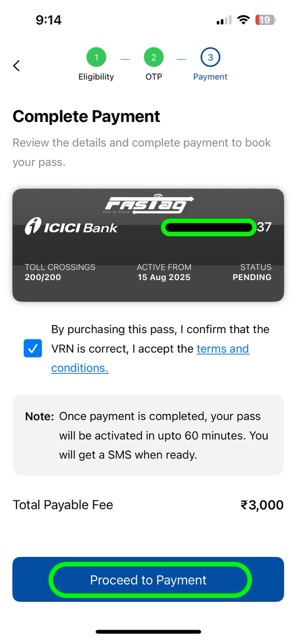 9:14
19
1
2
3
Eligibility
OTP
Payment
Complete Payment
Review the details and complete payment to book
your pass.
FASTag
ICICI Bank
37
TOLL CROSSINGS
ACTIVE FROM
STATUS
200/200
15 Aug 2025
PENDING
By purchasing this pass, I confirm that the
VRN is correct, I accept the terms and
conditions.
Note: Once payment is completed, your pass
will be activated in upto 60 minutes. You
will get a SMS when ready.
Total Payable Fee
₹3,000
Proceed to Payment